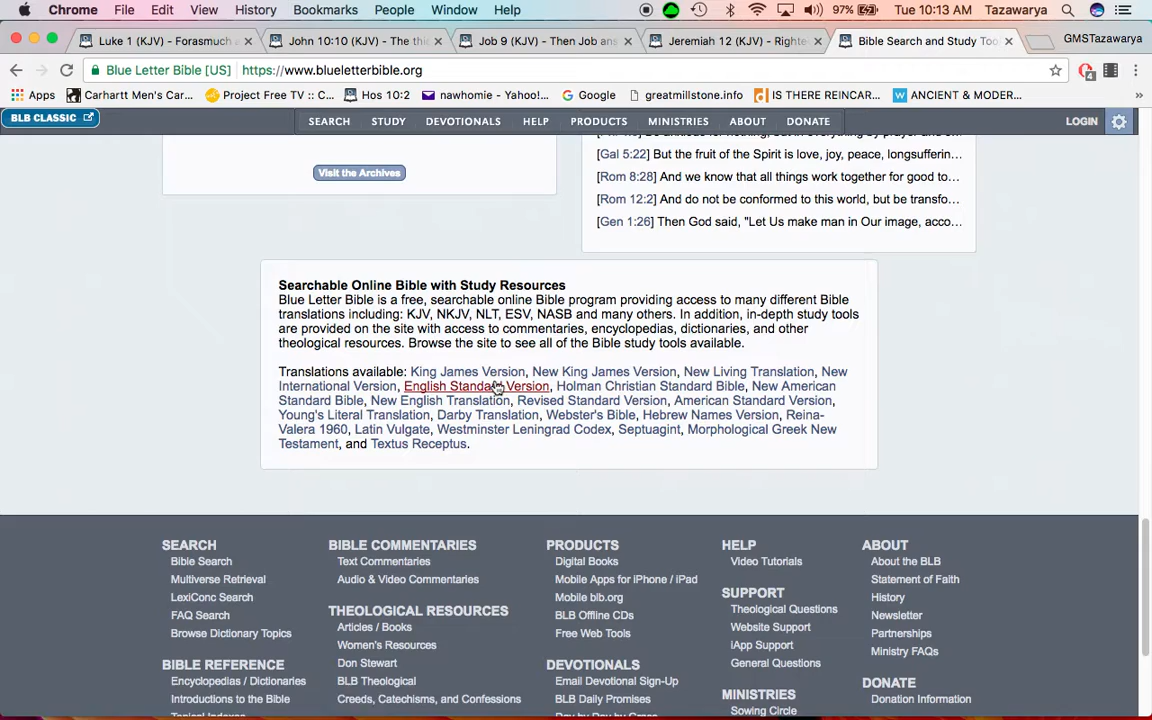 Chrome File Edit View History Bookmarks People Window Help 97% Tue 10:13 AM Tazawarya
Luke 1 (KJV) - Forasmuch a
John 10:10 (KJV) - The thi
Job 9 (KJV) - Then Job ans
Jeremiah 12 (KJV) - Righte
Bible Search and Study Too
GMSTazawarya
Blue Letter Bible [US] https://www.blueletterbible.org
4
Apps Carhartt Men's Car... Project Free TV :: C... Hos 10:2 nawhomie - Yahoo!... Google greatmillstone.info IS THERE REINCAR... ANCIENT & MODER... »
BLB CLASSIC SEARCH STUDY DEVOTIONALS HELP PRODUCTS MINISTRIES ABOUT DONATE LOGIN
[Gal 5:22] But the fruit of the Spirit is love, joy, peace, longsufferin...
Visit the Archives
[Rom 8:28] And we know that all things work together for good to...
[Rom 12:2] And do not be conformed to this world, but be transfo...
[Gen 1:26] Then God said, "Let Us make man in Our image, acco...
Searchable Online Bible with Study Resources
Blue Letter Bible is a free, searchable online Bible program providing access to many different Bible
translations including: KJV, NKJV, NLT, ESV, NASB and many others. In addition, in-depth study tools
are provided on the site with access to commentaries, encyclopedias, dictionaries, and other
theological resources. Browse the site to see all of the Bible study tools available.
Translations available: King James Version, New King James Version, New Living Translation, New
International Version, English Standard Version, Holman Christian Standard Bible, New American
Standard Bible, New English Translation, Revised Standard Version, American Standard Version,
Young's Literal Translation, Darby Translation, Webster's Bible, Hebrew Names Version, Reina-
Valera 1960, Latin Vulgate, Westminster Leningrad Codex, Septuagint, Morphological Greek New
Testament, and Textus Receptus.
SEARCH
Bible Search
Multiverse Retrieval
LexiConc Search
FAQ Search
Browse Dictionary Topics
BIBLE REFERENCE
Encyclopedias / Dictionaries
Introductions to the Bible
Topical Indexes
BIBLE COMMENTARIES
Text Commentaries
Audio & Video Commentaries
THEOLOGICAL RESOURCES
Articles / Books
Women's Resources
Don Stewart
BLB Theological
Creeds, Catechisms, and Confessions
PRODUCTS
Digital Books
Mobile Apps for iPhone / iPad
Mobile blb.org
BLB Offline CDs
Free Web Tools
DEVOTIONALS
Email Devotional Sign-Up
BLB Daily Promises
Day by Day by Grace
HELP
Video Tutorials
SUPPORT
Theological Questions
Website Support
iApp Support
General Questions
MINISTRIES
Sowing Circle
ABOUT
About the BLB
Statement of Faith
History
Newsletter
Partnerships
Ministry FAQs
DONATE
Donation Information